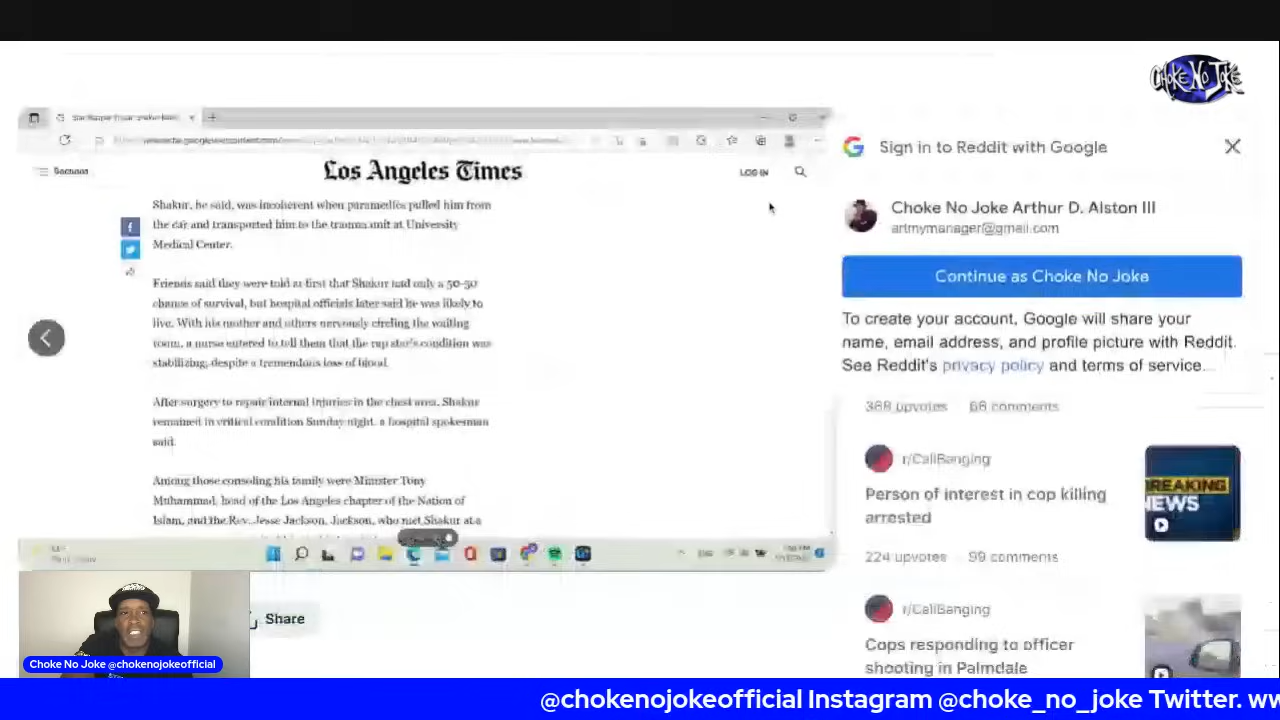 CHOKE NO JOKE
Sections
Los Angeles Times
LOG IN
Shakur, he said, was incoherent when paramedics pulled him from
the car and transported him to the trauma unit at University
Medical Center.
Friends said they were told at first that Shakur had only a 50-50
chance of survival, but hospital officials later said he was likely to
live. With his mother and others nervously circling the waiting
room, a nurse entered to tell them that the rap star's condition was
stabilizing, despite a tremendous loss of blood.
After surgery to repair internal injuries in the chest area, Shakur
remained in critical condition Sunday night, a hospital spokesman
said.
Among those consoling his family were Minister Tony
Muhammad, head of the Los Angeles chapter of the Nation of
Islam, and the Rev. Jesse Jackson. Jackson, who met Shakur at a
Share
Sign in to Reddit with Google
Choke No Joke Arthur D. Alston III
artmymanager@gmail.com
Continue as Choke No Joke
To create your account, Google will share your
name, email address, and profile picture with Reddit.
See Reddit's privacy policy and terms of service.
388 upvotes 68 comments
r/CaliBanging
Person of interest in cop killing
arrested
BREAKING
NEWS
224 upvotes 99 comments
r/CaliBanging
Cops responding to officer
shooting in Palmdale
Choke No Joke @chokenojokeofficial
@chokenojokeofficial Instagram @choke_no_joke Twitter. ww